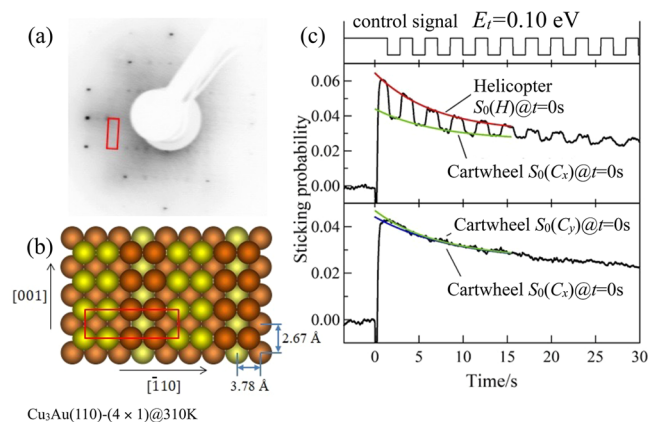 (a)
(b)
[001]
[1̄10]
2.67 Å
3.78 Å
Cu₃Au(110)-(4 × 1)@310K
(c)
control signal Eₜ=0.10 eV
Sticking probability
0.06
0.04
0.02
0.00
Helicopter
S₀(H)@t=0s
Cartwheel S₀(Cₓ)@t=0s
0.04
0.02
0.00
Cartwheel S₀(Cᵧ)@t=0s
Cartwheel S₀(Cₓ)@t=0s
0 5 10 15 20 25 30
Time/s